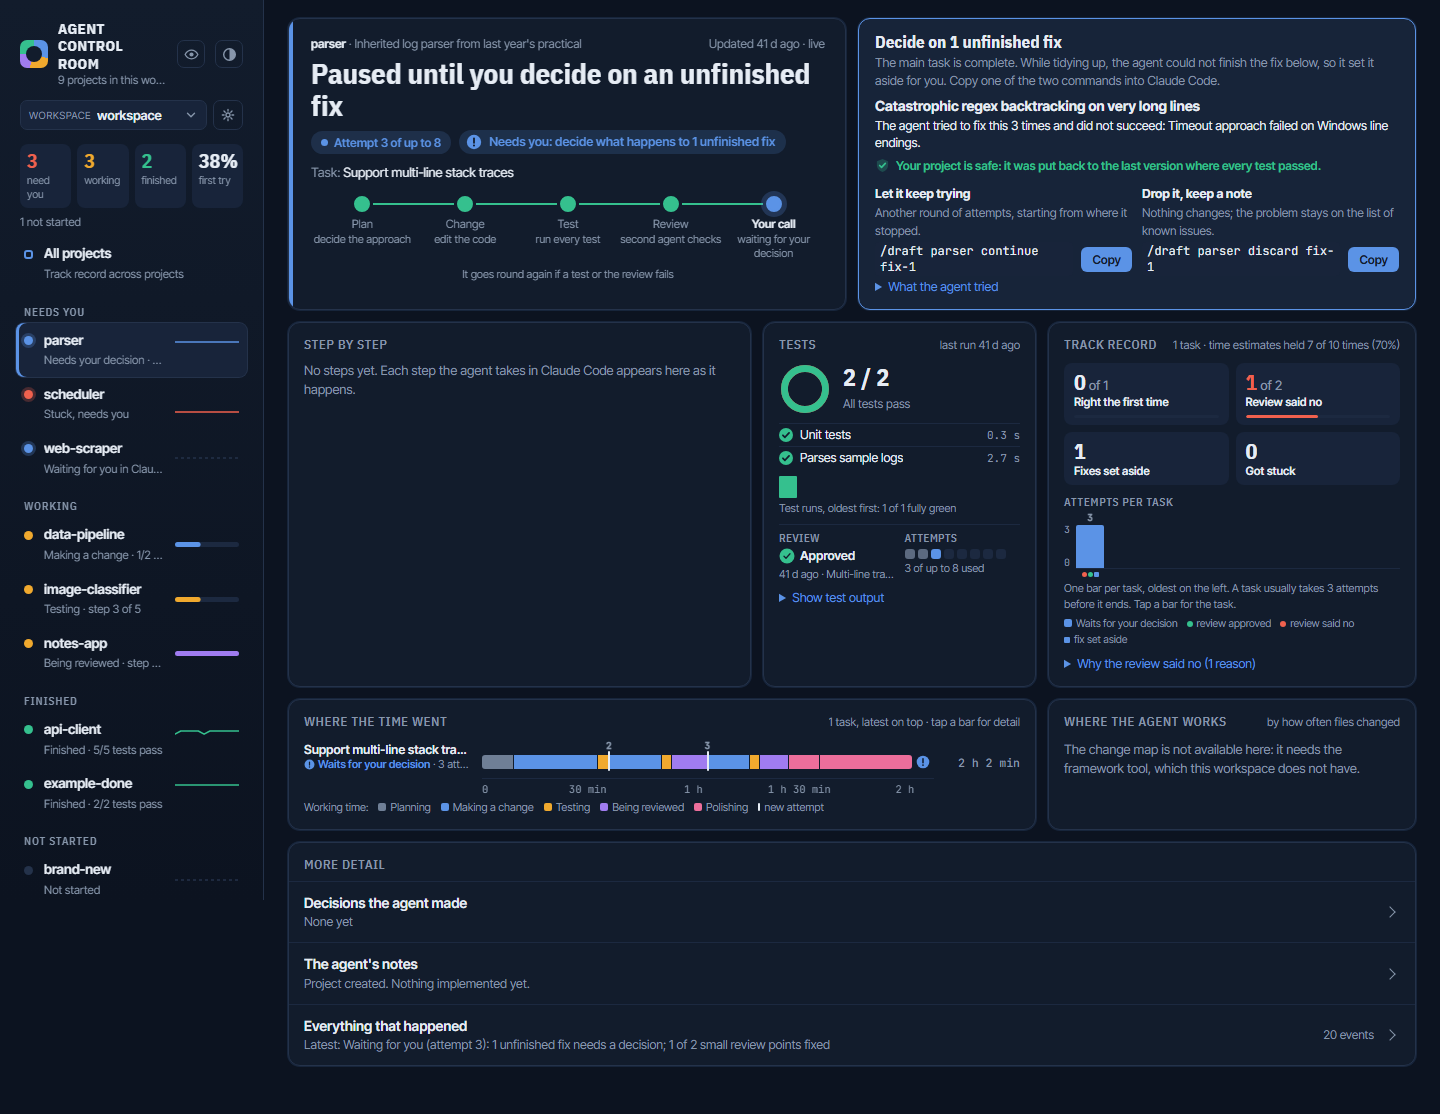 AGENT
CONTROL
ROOM
9 projects in this wo...
WORKSPACE workspace
3 need you
3 working
2 finished
38% first try
1 not started
All projects
Track record across projects
NEEDS YOU
parser
Needs your decision · ...
scheduler
Stuck, needs you
web-scraper
Waiting for you in Clau...
WORKING
data-pipeline
Making a change · 1/2 ...
image-classifier
Testing · step 3 of 5
notes-app
Being reviewed · step ...
FINISHED
api-client
Finished · 5/5 tests pass
example-done
Finished · 2/2 tests pass
NOT STARTED
brand-new
Not started
parser · Inherited log parser from last year's practical
Updated 41 d ago · live
Paused until you decide on an unfinished
fix
Attempt 3 of up to 8
Needs you: decide what happens to 1 unfinished fix
Task: Support multi-line stack traces
Plan
decide the approach
Change
edit the code
Test
run every test
Review
second agent checks
Your call
waiting for your
decision
It goes round again if a test or the review fails
Decide on 1 unfinished fix
The main task is complete. While tidying up, the agent could not finish the fix below, so it set it
aside for you. Copy one of the two commands into Claude Code.
Catastrophic regex backtracking on very long lines
The agent tried to fix this 3 times and did not succeed: Timeout approach failed on Windows line
endings.
Your project is safe: it was put back to the last version where every test passed.
Let it keep trying
Another round of attempts, starting from where it
stopped.
/draft parser continue
fix-1
Copy
Drop it, keep a note
Nothing changes; the problem stays on the list of
known issues.
/draft parser discard fix-
1
Copy
What the agent tried
STEP BY STEP
No steps yet. Each step the agent takes in Claude Code appears here as it
happens.
TESTS
last run 41 d ago
2 / 2
All tests pass
Unit tests 0.3 s
Parses sample logs 2.7 s
Test runs, oldest first: 1 of 1 fully green
REVIEW
Approved
41 d ago · Multi-line tra...
ATTEMPTS
3 of up to 8 used
Show test output
TRACK RECORD
1 task · time estimates held 7 of 10 times (70%)
0 of 1
Right the first time
1 of 2
Review said no
1
Fixes set aside
0
Got stuck
ATTEMPTS PER TASK
3
3
0
One bar per task, oldest on the left. A task usually takes 3 attempts
before it ends. Tap a bar for the task.
Waits for your decision review approved review said no
fix set aside
Why the review said no (1 reason)
WHERE THE TIME WENT
1 task, latest on top · tap a bar for detail
Support multi-line stack tra...
Waits for your decision · 3 att...
2
3
2 h 2 min
0 30 min 1 h 1 h 30 min 2 h
Working time: Planning Making a change Testing Being reviewed Polishing new attempt
WHERE THE AGENT WORKS
by how often files changed
The change map is not available here: it needs the
framework tool, which this workspace does not have.
MORE DETAIL
Decisions the agent made
None yet
The agent's notes
Project created. Nothing implemented yet.
Everything that happened
Latest: Waiting for you (attempt 3): 1 unfinished fix needs a decision; 1 of 2 small review points fixed
20 events